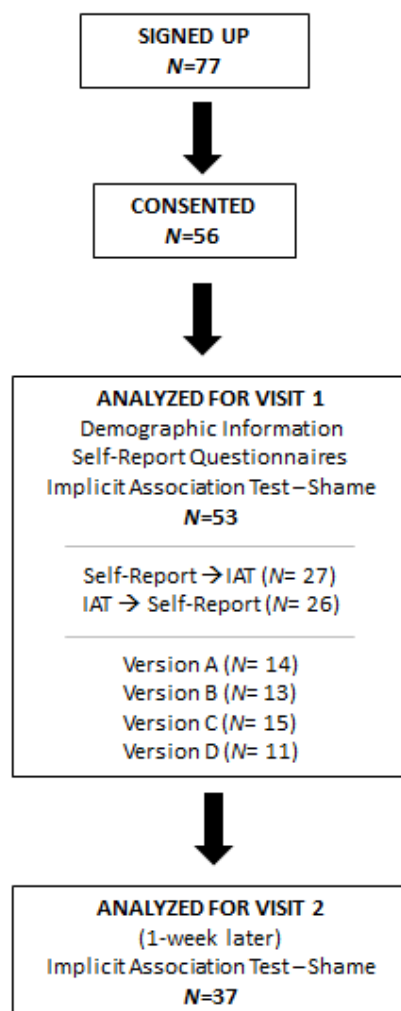 SIGNED UP
N=77
CONSENTED
N=56
ANALYZED FOR VISIT 1
Demographic Information
Self-Report Questionnaires
Implicit Association Test–Shame
N=53
Self-Report → IAT (N= 27)
IAT → Self-Report (N= 26)
Version A (N= 14)
Version B (N= 13)
Version C (N= 15)
Version D (N= 11)
ANALYZED FOR VISIT 2
(1-week later)
Implicit Association Test–Shame
N=37